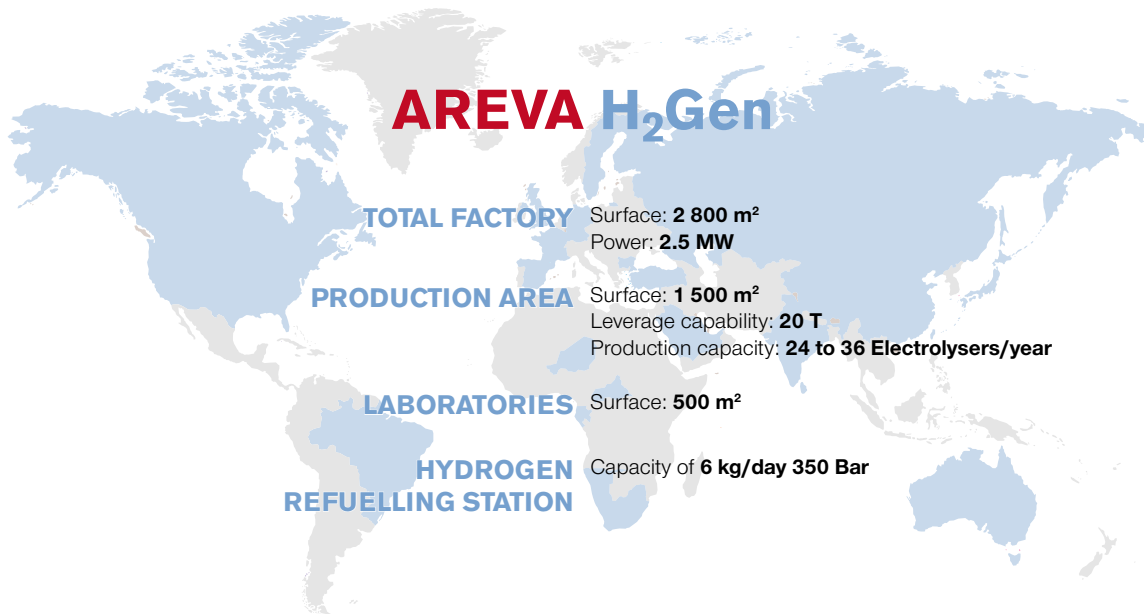 AREVA H₂Gen
TOTAL FACTORY Surface: 2 800 m²
Power: 2.5 MW
PRODUCTION AREA Surface: 1 500 m²
Leverage capability: 20 T
Production capacity: 24 to 36 Electrolysers/year
LABORATORIES Surface: 500 m²
HYDROGEN Capacity of 6 kg/day 350 Bar
REFUELLING STATION